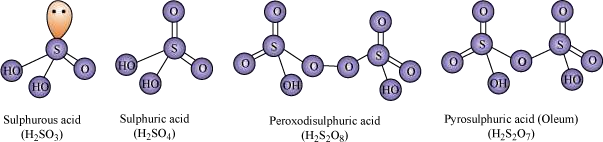 O O O O O
S S S S S S
HO O HO O O O O O O O O
HO HO OH HO OH HO
Sulphurous acid
(H₂SO₃)
Sulphuric acid
(H₂SO₄)
Peroxodisulphuric acid
(H₂S₂O₈)
Pyrosulphuric acid (Oleum)
(H₂S₂O₇)